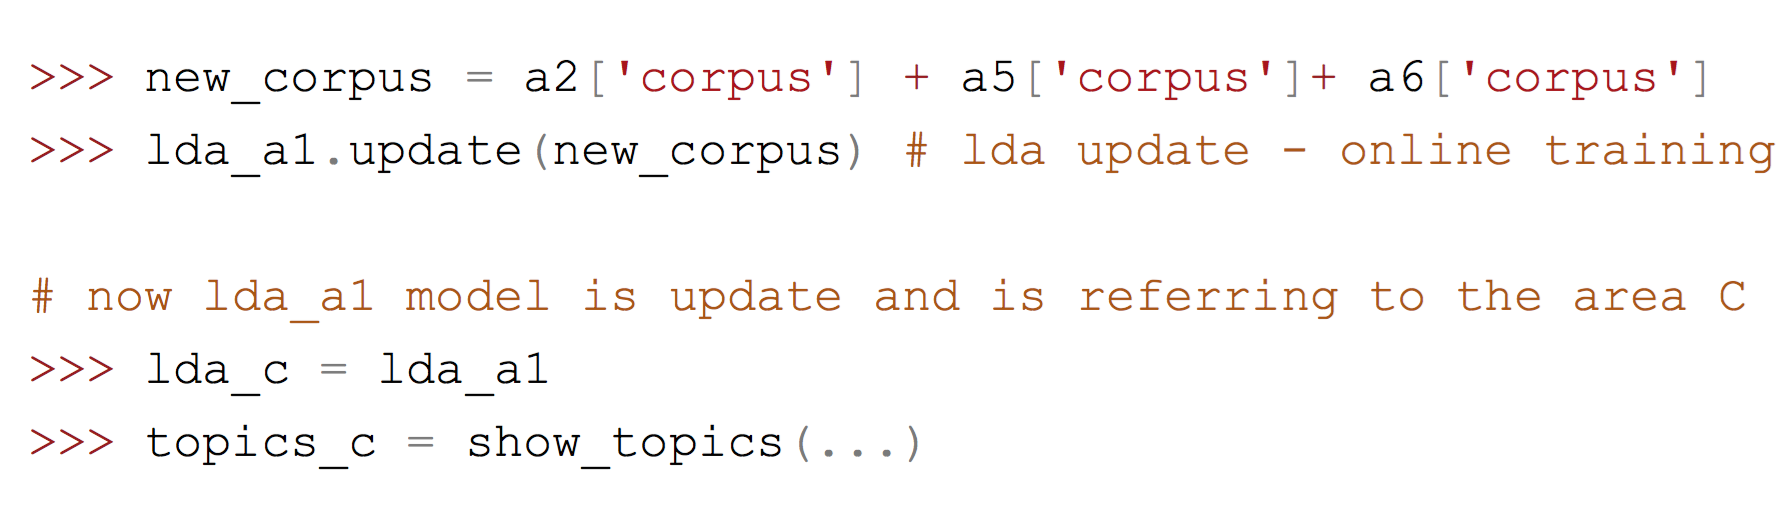 >>> new_corpus = a2['corpus'] + a5['corpus']+ a6['corpus']
>>> lda_a1.update(new_corpus) # lda update - online training
# now lda_a1 model is update and is referring to the area C
>>> lda_c = lda_a1
>>> topics_c = show_topics(...)